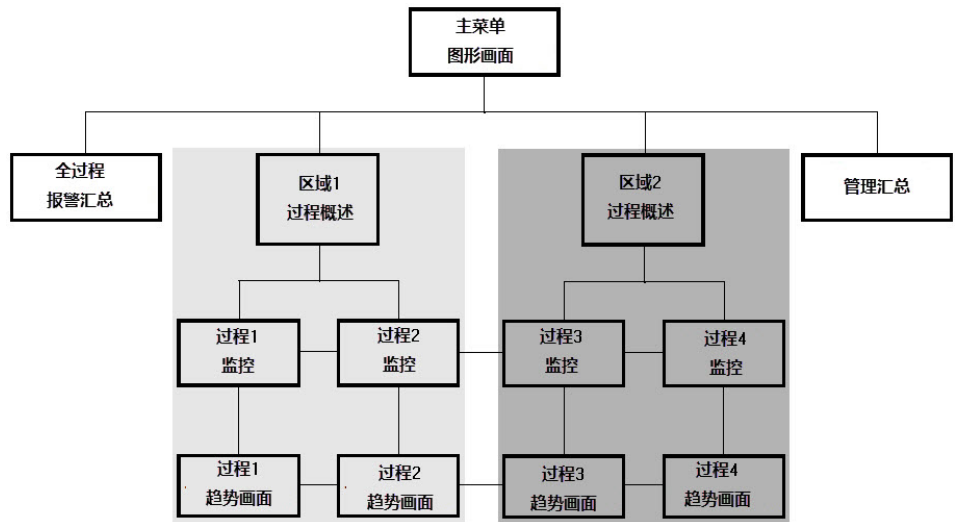 主菜单
图形画面
全过程
报警汇总
区域1
过程概述
区域2
过程概述
管理汇总
过程1
监控
过程2
监控
过程3
监控
过程4
监控
过程1
趋势画面
过程2
趋势画面
过程3
趋势画面
过程4
趋势画面